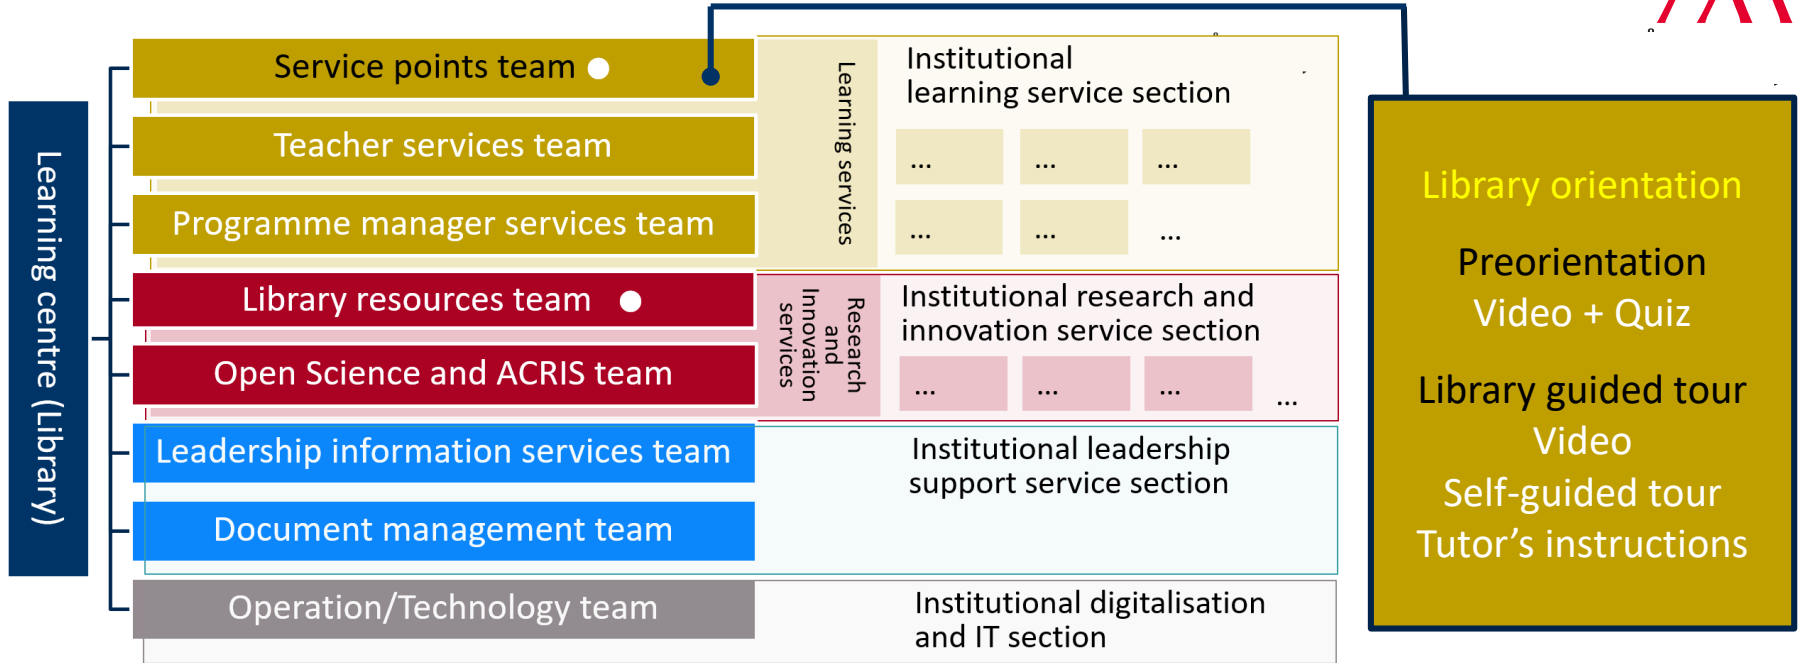 Learning centre (Library)
Service points team
Teacher services team
Programme manager services team
Library resources team
Open Science and ACRIS team
Leadership information services team
Document management team
Operation/Technology team
Learning services
Institutional
learning service section
...
...
...
...
...
...
Research
and
Innovation
services
Institutional research and
innovation service section
...
...
...
...
Institutional leadership
support service section
Institutional digitalisation
and IT section
Library orientation
Preorientation
Video + Quiz
Library guided tour
Video
Self-guided tour
Tutor’s instructions